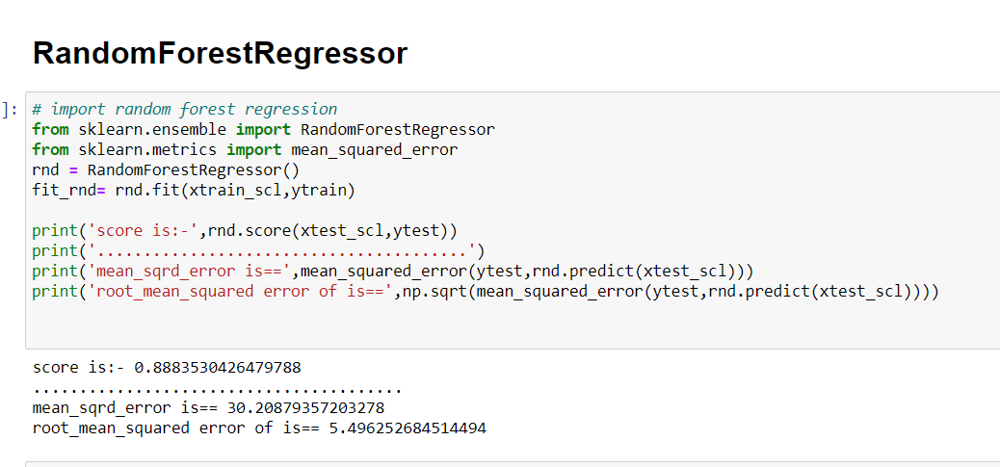 RandomForestRegressor
]: # import random forest regression
from sklearn.ensemble import RandomForestRegressor
from sklearn.metrics import mean_squared_error
rnd = RandomForestRegressor()
fit_rnd= rnd.fit(xtrain_scl,ytrain)
print('score is:-',rnd.score(xtest_scl,ytest))
print('........................................')
print('mean_sqrd_error is==',mean_squared_error(ytest,rnd.predict(xtest_scl)))
print('root_mean_squared error of is==',np.sqrt(mean_squared_error(ytest,rnd.predict(xtest_scl))))
score is:- 0.8883530426479788
........................................
mean_sqrd_error is== 30.20879357203278
root_mean_squared error of is== 5.496252684514494